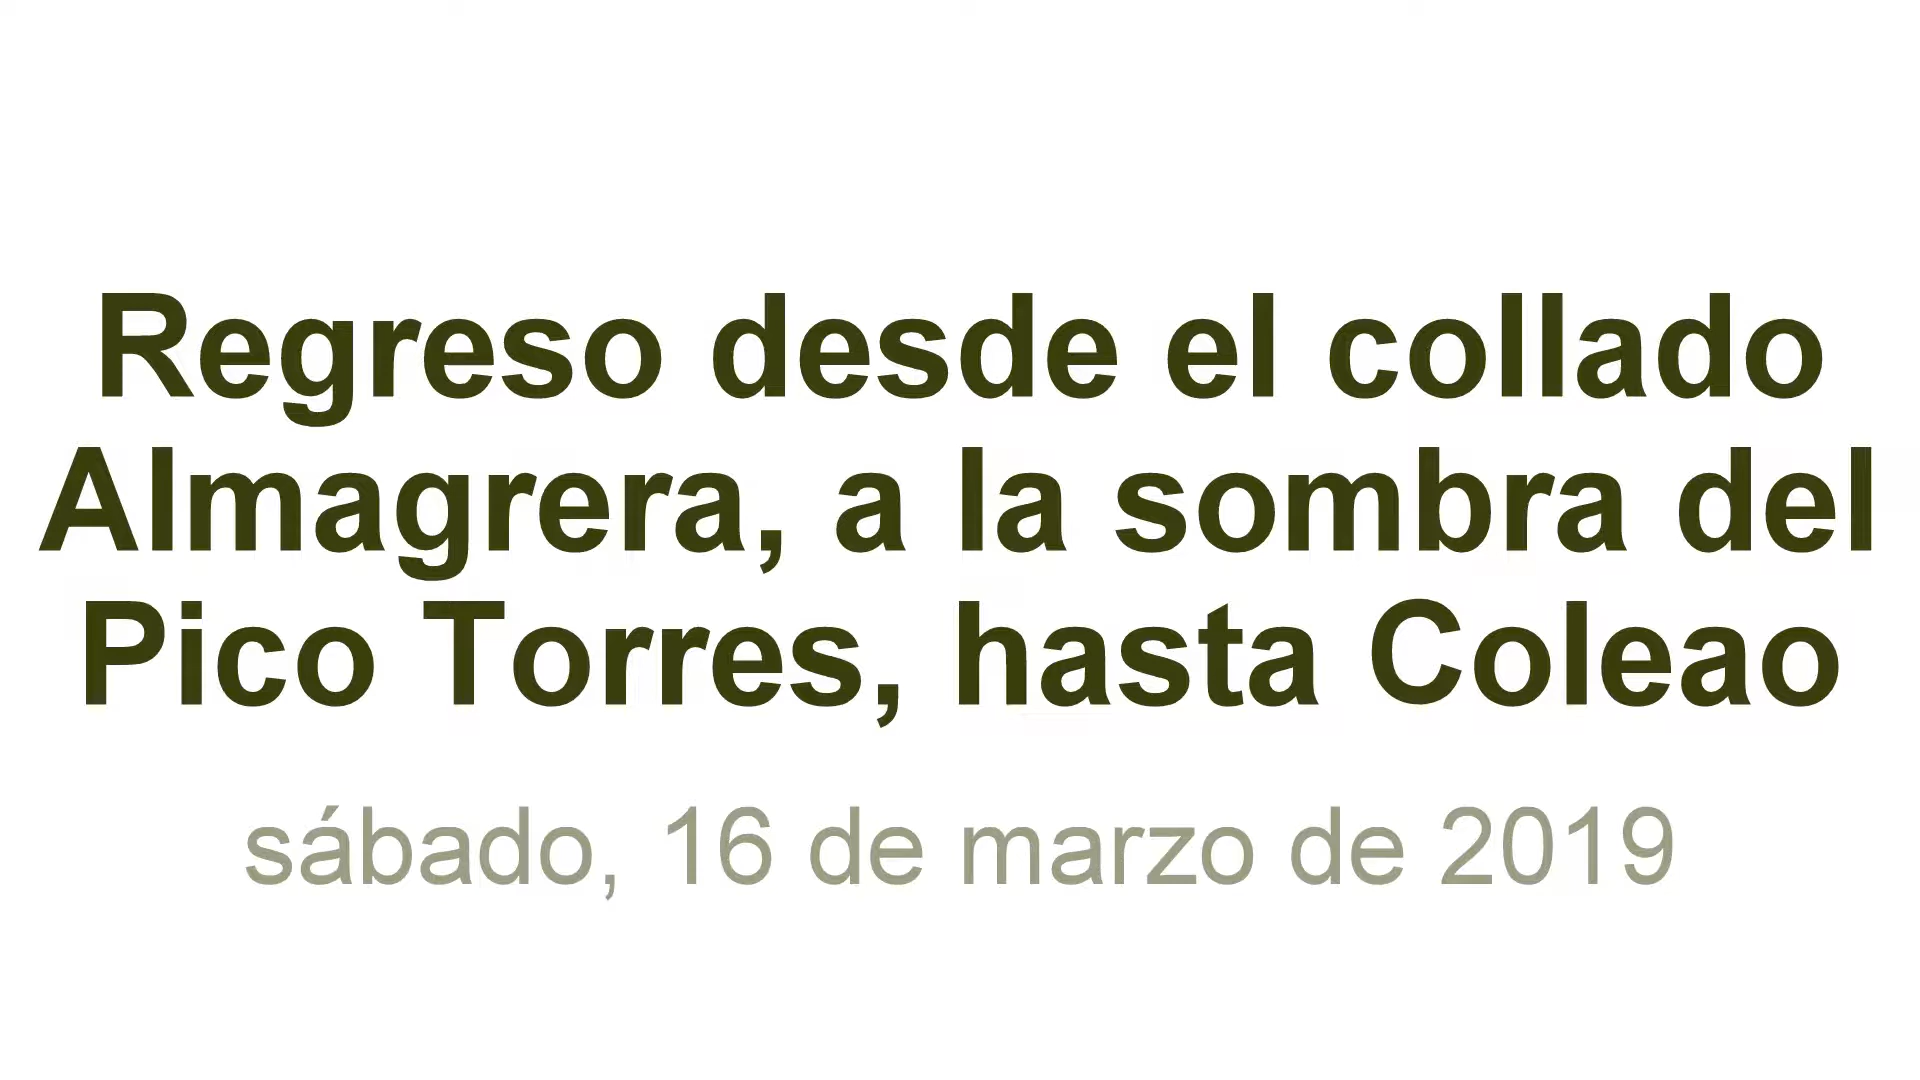 Regreso desde el collado
Almagrera, a la sombra del
Pico Torres, hasta Coleao
sábado, 16 de marzo de 2019